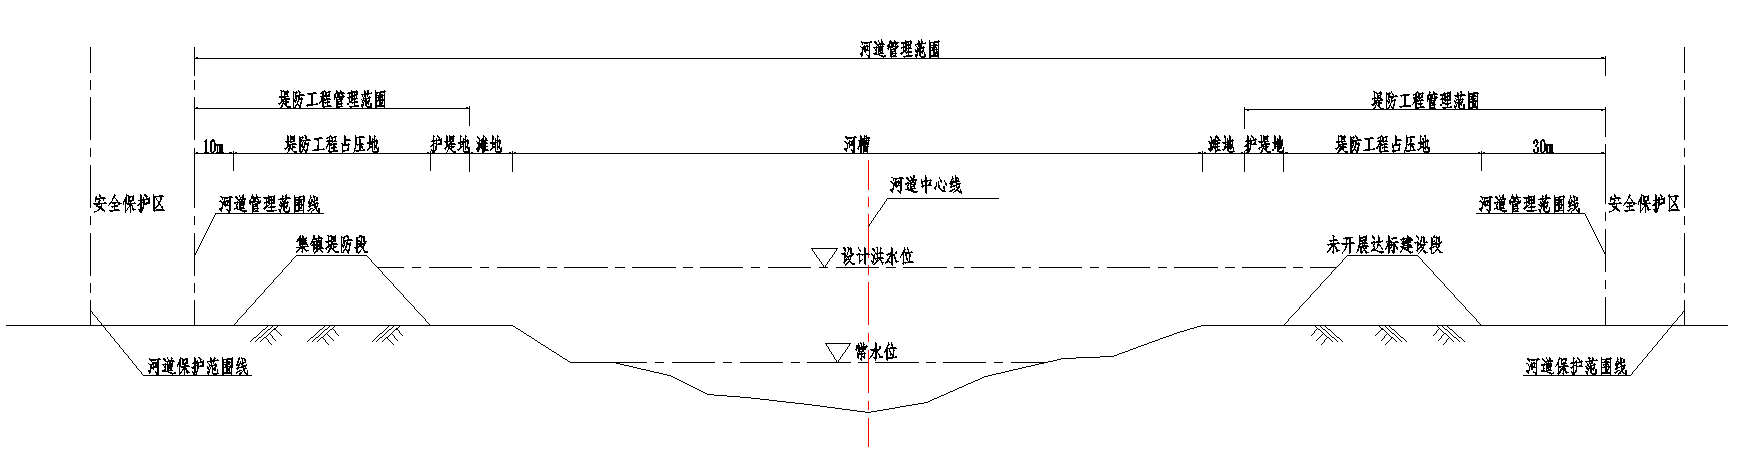 河道管理范围
堤防工程管理范围
堤防工程管理范围
10m
堤防工程占压地
护堤地
滩地
河槽
滩地
护堤地
堤防工程占压地
30m
河道中心线
安全保护区
河道管理范围线
河道管理范围线
安全保护区
集镇堤防段
设计洪水位
未开展达标建设段
常水位
河道保护范围线
河道保护范围线